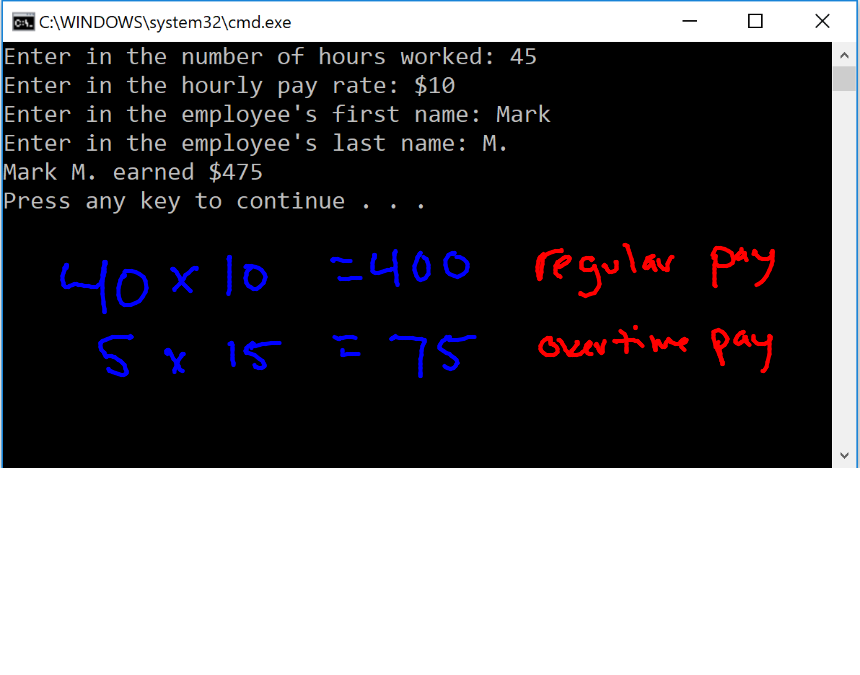 C:\WINDOWS\system32\cmd.exe
Enter in the number of hours worked: 45
Enter in the hourly pay rate: $10
Enter in the employee's first name: Mark
Enter in the employee's last name: M.
Mark M. earned $475
Press any key to continue . . .
40 x 10 = 400 regular pay
5 x 15 = 75 overtime pay